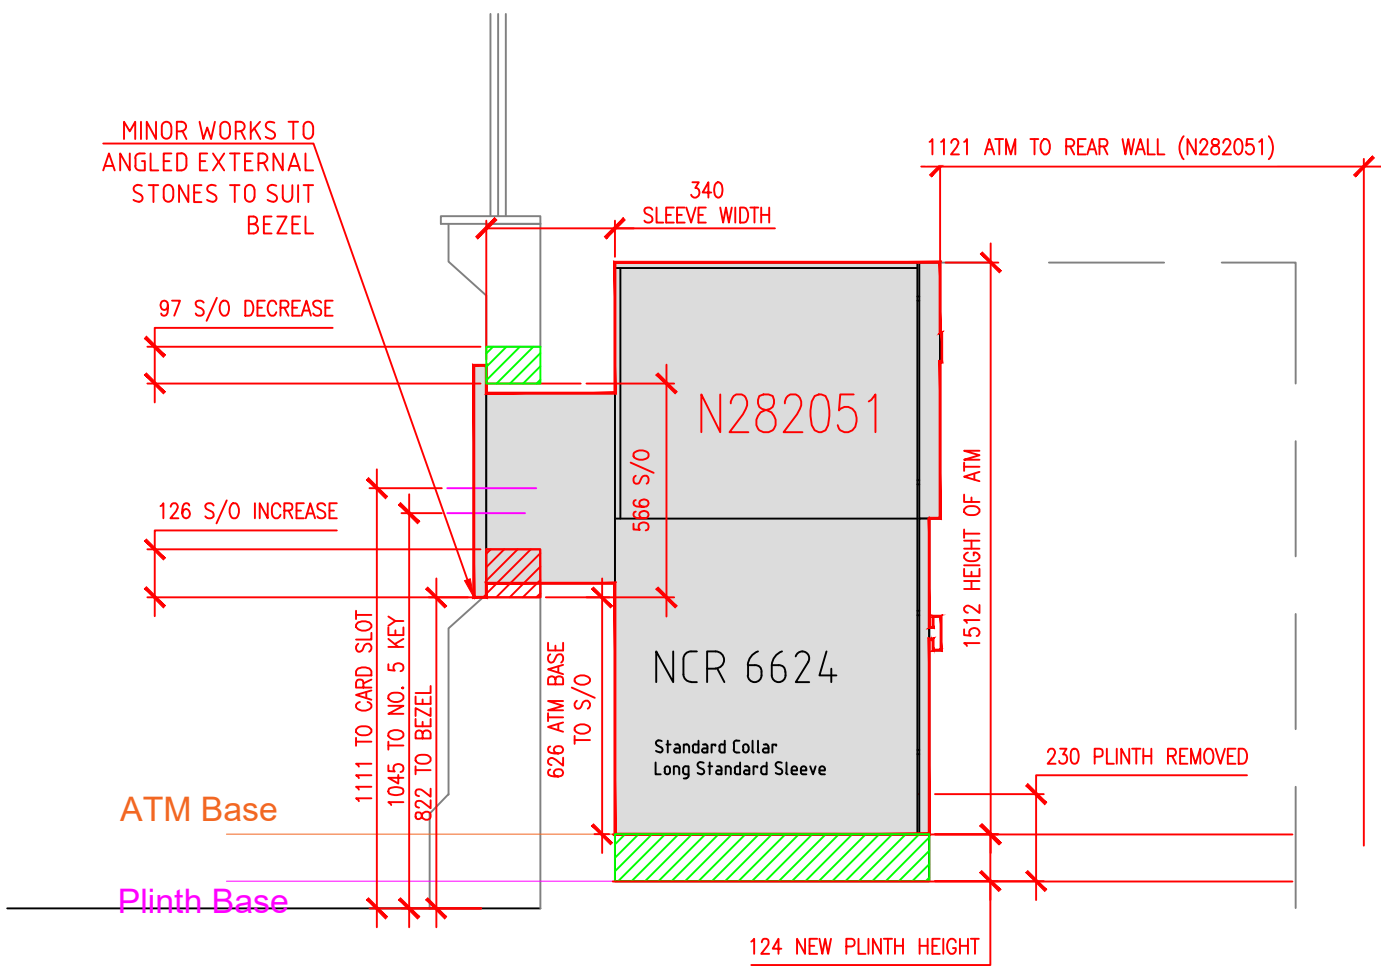 MINOR WORKS TO
ANGLED EXTERNAL
STONES TO SUIT
BEZEL
1121 ATM TO REAR WALL (N282051)
340
SLEEVE WIDTH
97 S/O DECREASE
N282051
566 S/O
1512 HEIGHT OF ATM
126 S/O INCREASE
1111 TO CARD SLOT
1045 TO NO. 5 KEY
822 TO BEZEL
626 ATM BASE
TO S/O
NCR 6624
Standard Collar
Long Standard Sleeve
230 PLINTH REMOVED
ATM Base
Plinth Base
124 NEW PLINTH HEIGHT